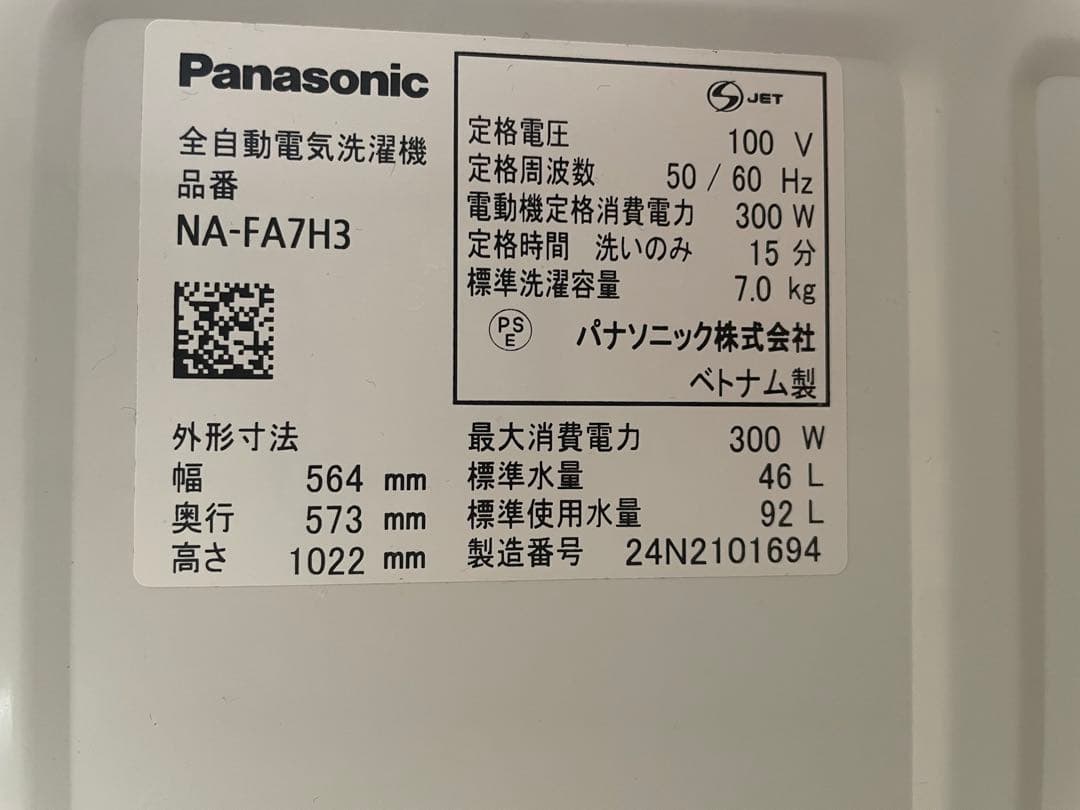 Panasonic
全自動電気洗濯機
品番
NA-FA7H3
JET
定格電圧 100 V
定格周波数 50 / 60 Hz
電動機定格消費電力 300 W
定格時間 洗いのみ 15 分
標準洗濯容量 7.0 kg
PS
E
パナソニック株式会社
ベトナム製
外形寸法
幅 564 mm
奥行 573 mm
高さ 1022 mm
最大消費電力 300 W
標準水量 46 L
標準使用水量 92 L
製造番号 24N2101694